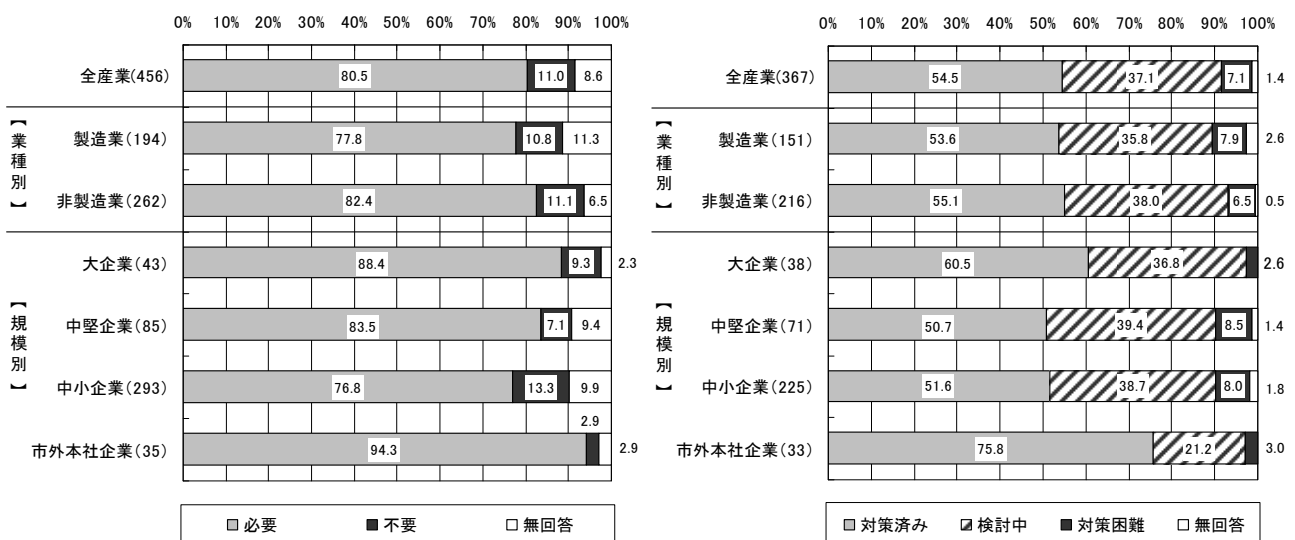 0% 10% 20% 30% 40% 50% 60% 70% 80% 90% 100%
全産業(456) 80.5 11.0 8.6
【業種別】
製造業(194) 77.8 10.8 11.3
非製造業(262) 82.4 11.1 6.5
【規模別】
大企業(43) 88.4 9.3 2.3
中堅企業(85) 83.5 7.1 9.4
中小企業(293) 76.8 13.3 9.9
2.9
市外本社企業(35) 94.3 2.9
必要 不要 無回答
0% 10% 20% 30% 40% 50% 60% 70% 80% 90% 100%
全産業(367) 54.5 37.1 7.1 1.4
【業種別】
製造業(151) 53.6 35.8 7.9 2.6
非製造業(216) 55.1 38.0 6.5 0.5
【規模別】
大企業(38) 60.5 36.8 2.6
中堅企業(71) 50.7 39.4 8.5 1.4
中小企業(225) 51.6 38.7 8.0 1.8
市外本社企業(33) 75.8 21.2 3.0
対策済み 検討中 対策困難 無回答